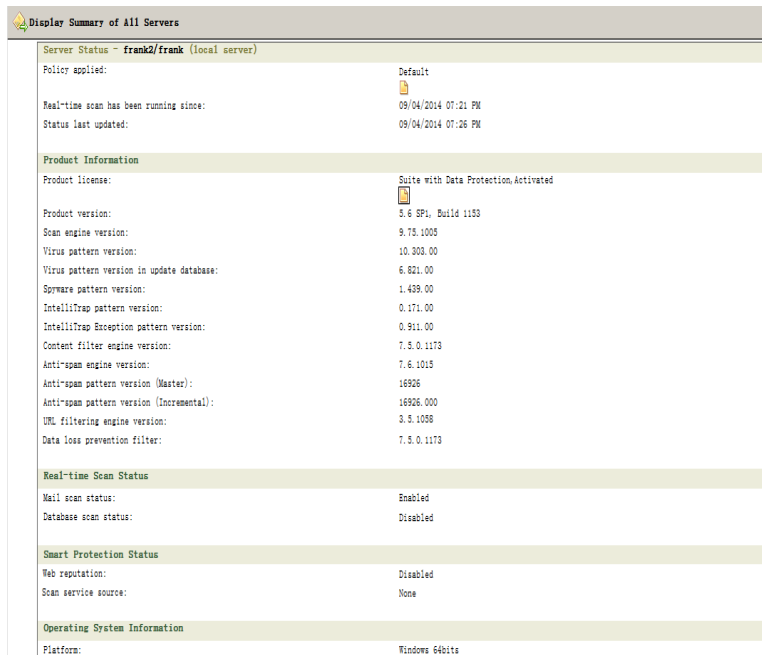 Display Summary of All Servers
Server Status - frank2/frank (local server)
Policy applied: Default
Real-time scan has been running since: 09/04/2014 07:21 PM
Status last updated: 09/04/2014 07:26 PM
Product Information
Product license: Suite with Data Protection,Activated
Product version: 5.6 SP1, Build 1153
Scan engine version: 9.75.1005
Virus pattern version: 10.303.00
Virus pattern version in update database: 6.821.00
Spyware pattern version: 1.439.00
IntelliTrap pattern version: 0.171.00
IntelliTrap Exception pattern version: 0.911.00
Content filter engine version: 7.5.0.1173
Anti-spam engine version: 7.6.1015
Anti-spam pattern version (Master): 16926
Anti-spam pattern version (Incremental): 16926.000
URL filtering engine version: 3.5.1058
Data loss prevention filter: 7.5.0.1173
Real-time Scan Status
Mail scan status: Enabled
Database scan status: Disabled
Smart Protection Status
Web reputation: Disabled
Scan service source: None
Operating System Information
Platform: Windows 64bits